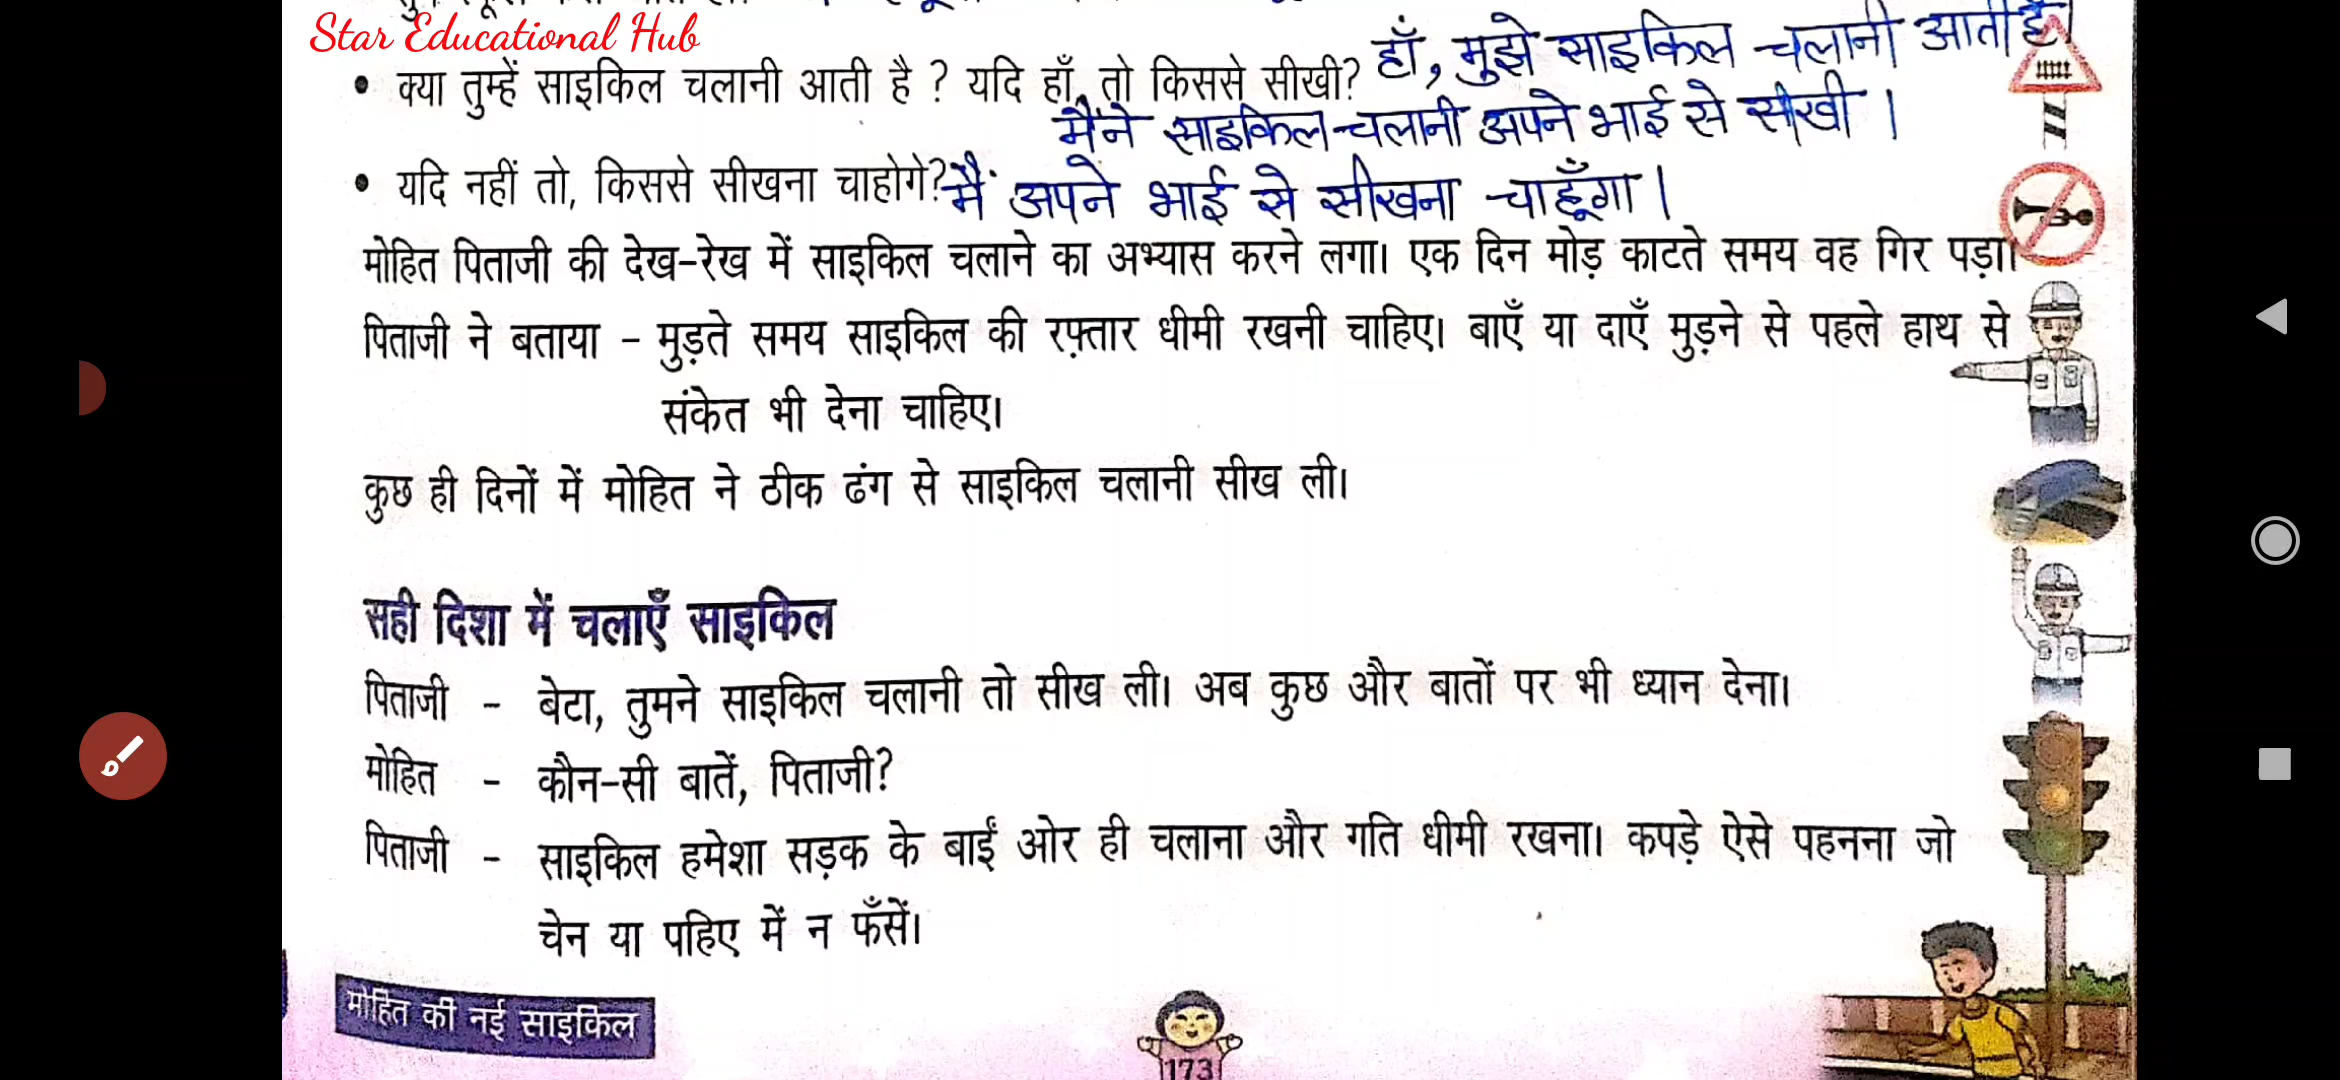 Star Educational Hub
• क्या तुम्हें साइकिल चलानी आती है ? यदि हाँ, तो किससे सीखी? हाँ, मुझे साइकिल चलानी आती है।
मैंने साइकिल चलानी अपने भाई से सीखी ।
• यदि नहीं तो, किससे सीखना चाहोगे? मैं अपने भाई से सीखना चाहूँगा ।
मोहित पिताजी की देख-रेख में साइकिल चलाने का अभ्यास करने लगा। एक दिन मोड़ काटते समय वह गिर पड़ा।
पिताजी ने बताया – मुड़ते समय साइकिल की रफ़्तार धीमी रखनी चाहिए। बाएँ या दाएँ मुड़ने से पहले हाथ से
संकेत भी देना चाहिए।
कुछ ही दिनों में मोहित ने ठीक ढंग से साइकिल चलानी सीख ली।
सही दिशा में चलाएँ साइकिल
पिताजी – बेटा, तुमने साइकिल चलानी तो सीख ली। अब कुछ और बातों पर भी ध्यान देना।
मोहित – कौन-सी बातें, पिताजी?
पिताजी – साइकिल हमेशा सड़क के बाईं ओर ही चलाना और गति धीमी रखना। कपड़े ऐसे पहनना जो
चेन या पहिए में न फँसें।
मोहित की नई साइकिल
173